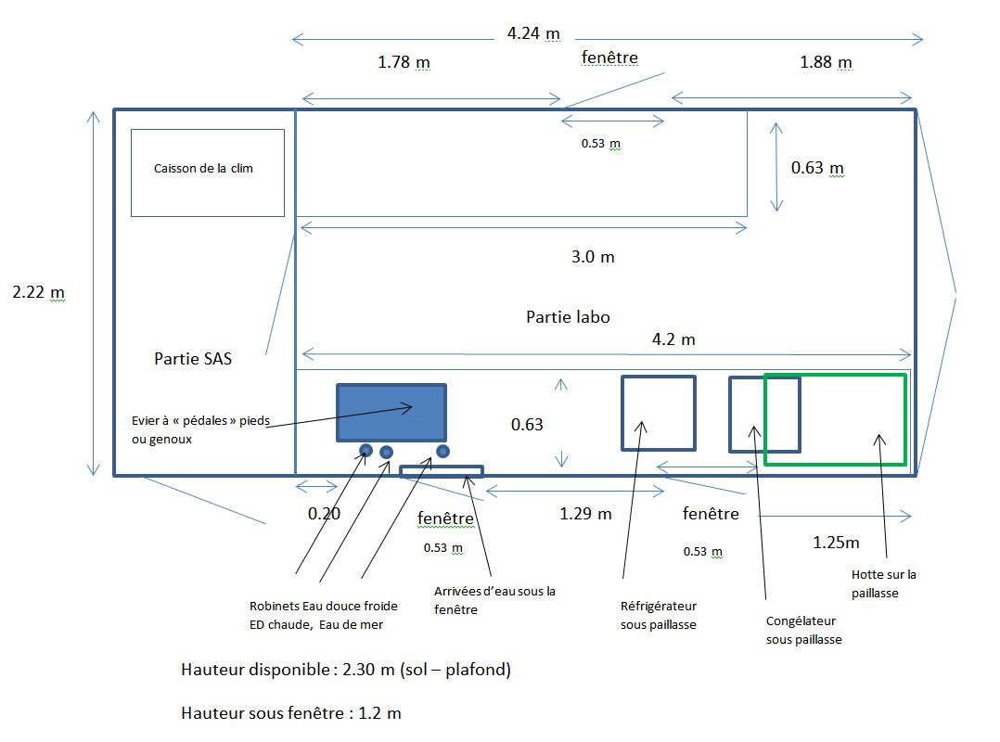 4.24 m
1.78 m
fenêtre
1.88 m
0.53 m
Caisson de la clim
0.63 m
3.0 m
2.22 m
Partie labo
4.2 m
Partie SAS
Evier à « pédales » pieds
ou genoux
0.63
0.20
fenêtre
0.53 m
1.29 m
fenêtre
0.53 m
1.25m
Hotte sur la
paillasse
Arrivées d’eau sous la
fenêtre
Robinets Eau douce froide
ED chaude, Eau de mer
Réfrigérateur
sous paillasse
Congélateur
sous paillasse
Hauteur disponible : 2.30 m (sol – plafond)
Hauteur sous fenêtre : 1.2 m